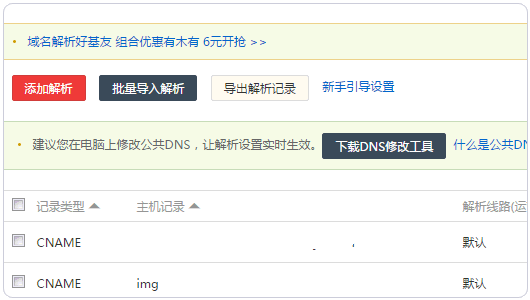 域名解析好基友 组合优惠有木有 6元开抢 >>
添加解析 批量导入解析 导出解析记录 新手引导设置
建议您在电脑上修改公共DNS，让解析设置实时生效。 下载DNS修改工具 什么是公共DN
记录类型 主机记录 解析线路(运
CNAME 默认
CNAME img 默认